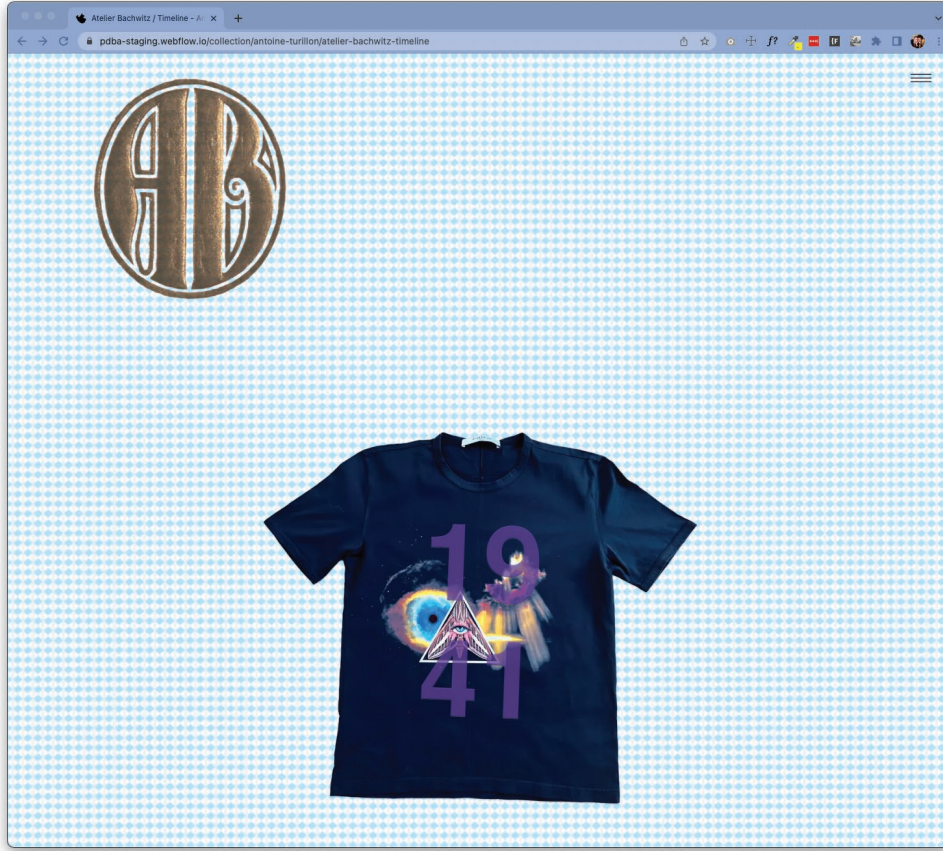 Atelier Bachwitz / Timeline – A
pdba-staging.webflow.io/collection/antoine-turillon/atelier-bachwitz-timeline
f?
AB
19
41